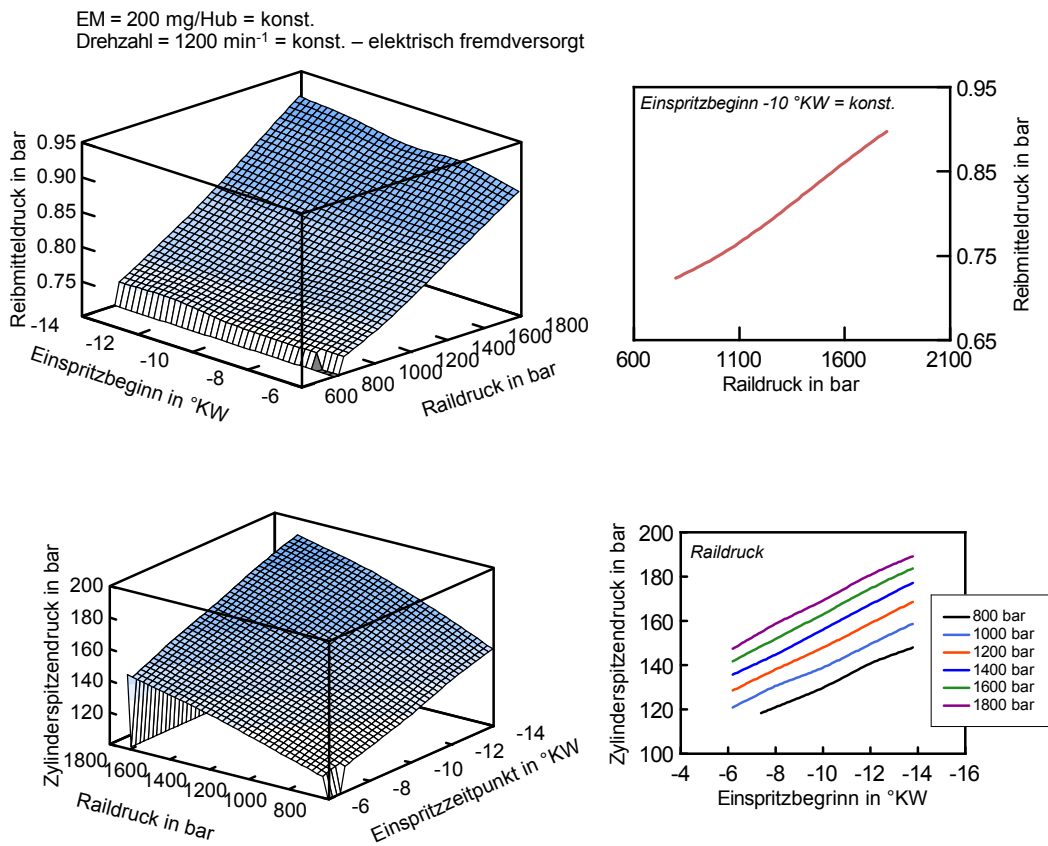 EM = 200 mg/Hub = konst.
Drehzahl = 1200 min⁻¹ = konst. – elektrisch fremdversorgt
Reibmitteldruck in bar
0.95
0.90
0.85
0.80
0.75
-14
-12
-10
-8
-6
Einspritzbeginn in °KW
600
800
1000
1200
1400
1600
1800
Raildruck in bar
Einspritzbeginn -10 °KW = konst.
0.95
0.85
0.75
0.65
Reibmitteldruck in bar
600
1100
1600
2100
Raildruck in bar
Zylinderspitzendruck in bar
200
180
160
140
120
1800
1600
1400
1200
1000
800
Raildruck in bar
-6
-8
-10
-12
-14
Einspritzzeitpunkt in °KW
Zylinderspitzendruck in bar
200
180
160
140
120
100
Raildruck
800 bar
1000 bar
1200 bar
1400 bar
1600 bar
1800 bar
-4
-6
-8
-10
-12
-14
-16
Einspritzbegrinn in °KW